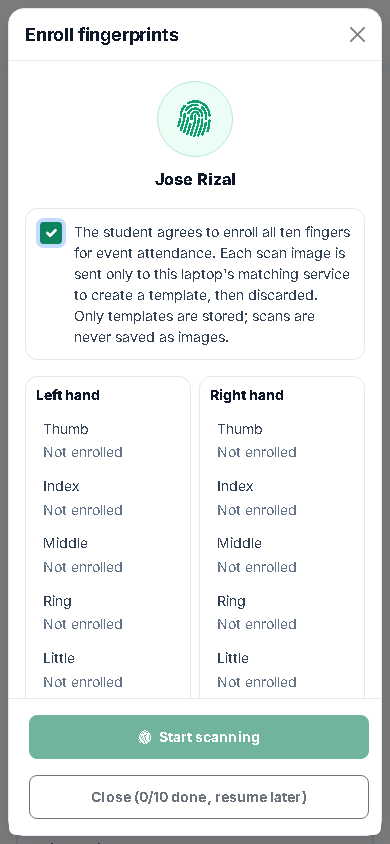 Enroll fingerprints
Jose Rizal
The student agrees to enroll all ten fingers
for event attendance. Each scan image is
sent only to this laptop's matching service
to create a template, then discarded.
Only templates are stored; scans are
never saved as images.
Left hand
Thumb
Not enrolled
Index
Not enrolled
Middle
Not enrolled
Ring
Not enrolled
Little
Not enrolled
Right hand
Thumb
Not enrolled
Index
Not enrolled
Middle
Not enrolled
Ring
Not enrolled
Little
Not enrolled
Start scanning
Close (0/10 done, resume later)